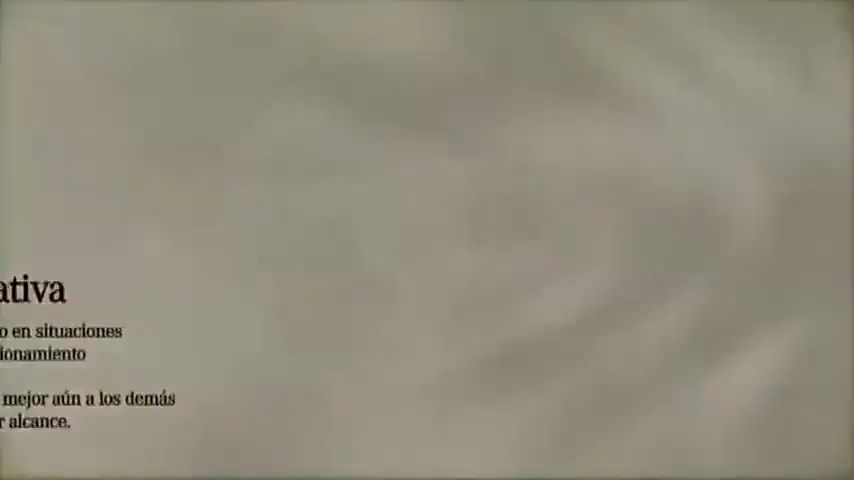 ativa
o en situaciones
ionamiento
mejor aún a los demás
r alcance.